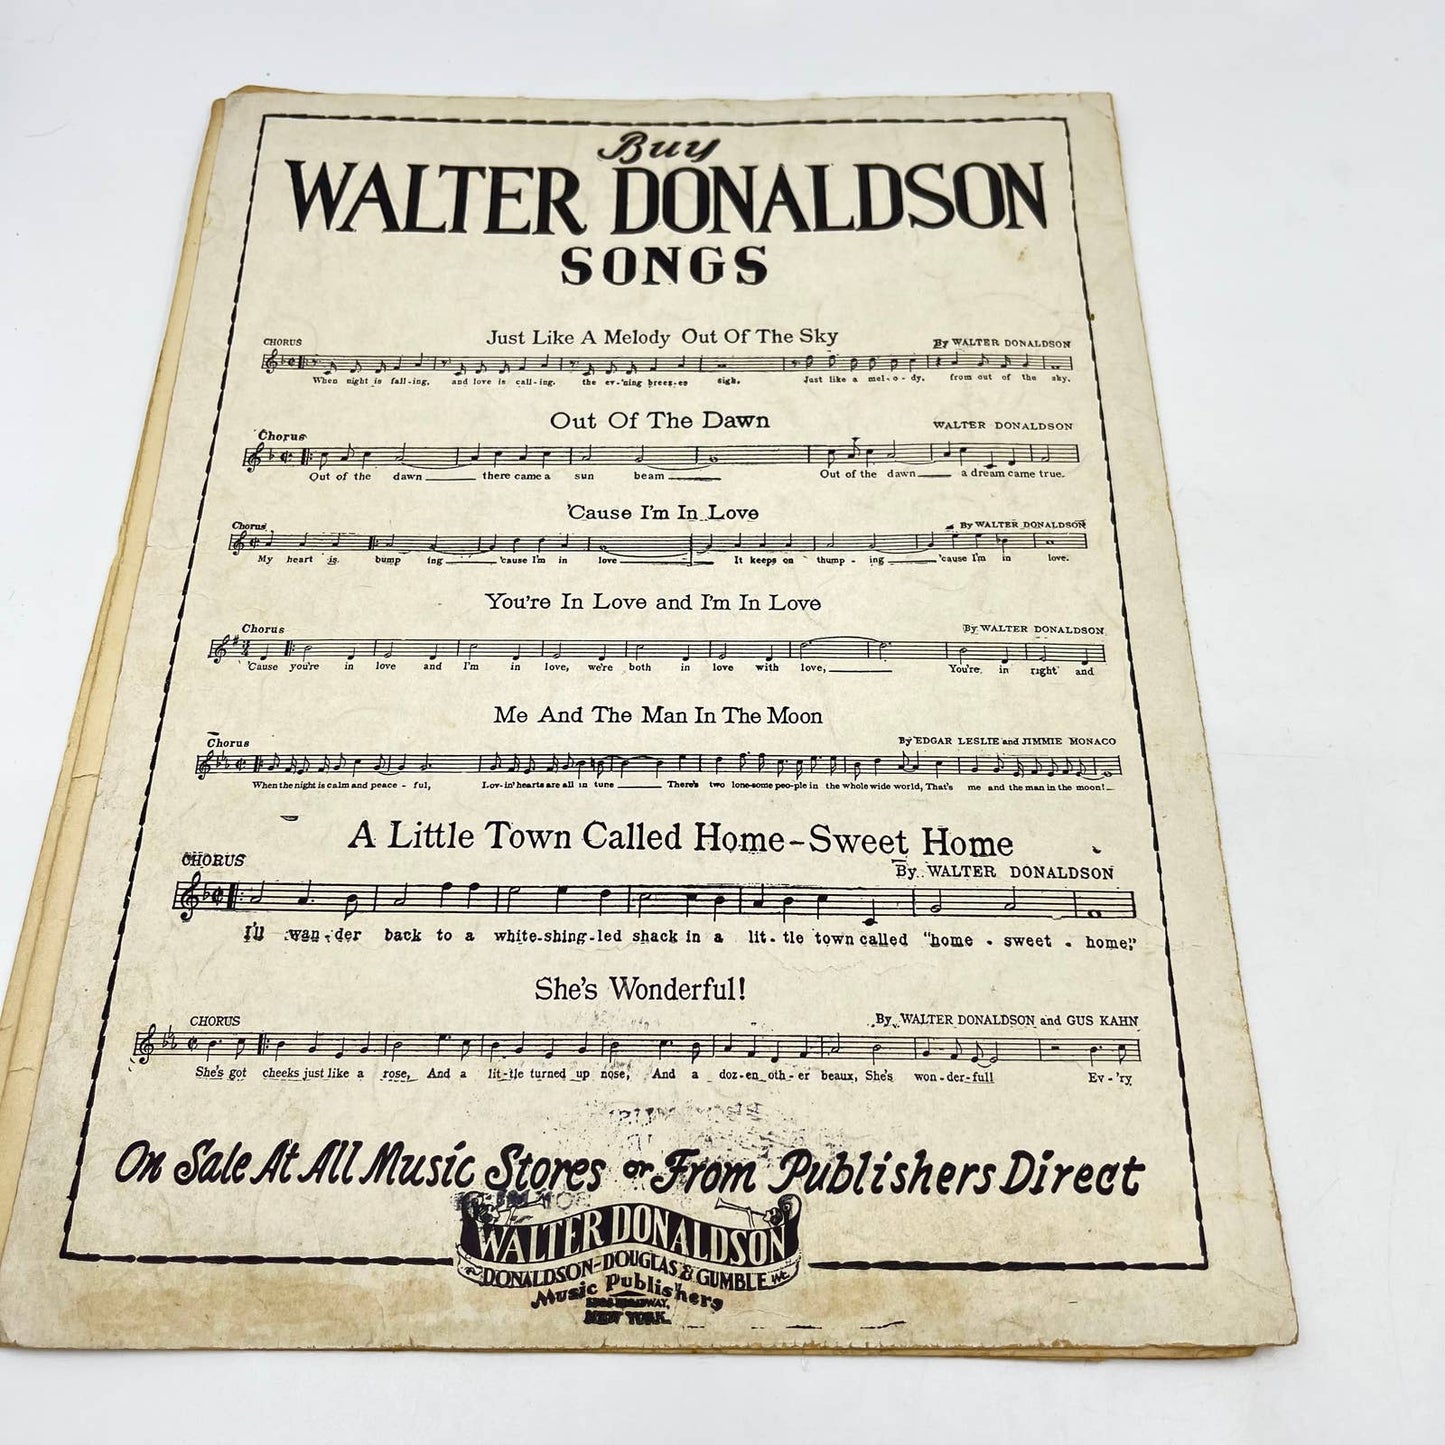 Buy
WALTER DONALDSON
SONGS
Just Like A Melody Out Of The Sky
CHORUS
By WALTER DONALDSON
When night is fall-ing, and love is call-ing, the ev-'ning breez-es sigh, Just like a mel-o-dy, from out of the sky,
Out Of The Dawn
WALTER DONALDSON
Chorus
Out of the dawn there came a sun beam Out of the dawn a dream came true.
'Cause I'm In Love
Chorus
By WALTER DONALDSON
My heart is bump ing 'cause I'm in love It keeps on thump - ing 'cause I'm in love.
You're In Love and I'm In Love
Chorus
By WALTER DONALDSON
'Cause you're in love and I'm in love, we're both in love with love, You're in right and
Me And The Man In The Moon
Chorus
By EDGAR LESLIE and JIMMIE MONACO
When the night is calm and peace - ful, Lov-in' hearts are all in tune There's two lone-some peo-ple in the whole wide world, That's me and the man in the moon!
A Little Town Called Home-Sweet Home
CHORUS
By WALTER DONALDSON
I'll wan-der back to a white-shing-led shack in a lit-tle town called "home - sweet - home,"
She's Wonderful!
CHORUS
By WALTER DONALDSON and GUS KAHN
She's got cheeks just like a rose, And a lit-tle turned up nose, And a doz-en oth-er beaux, She's won-der-full Ev-'ry
On Sale At All Music Stores or From Publishers Direct
WALTER DONALDSON
DONALDSON-DOUGLAS & GUMBLE INC
Music Publishers
BROADWAY,
NEW YORK.